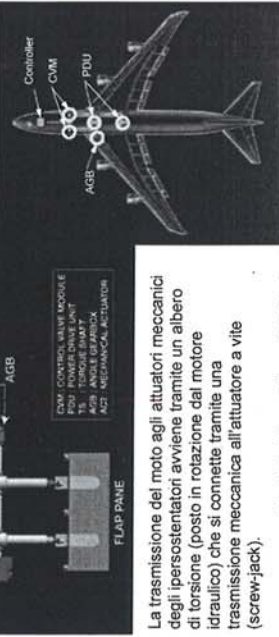 AGB
CVM: CONTROL VALVE MODULE
PDU: POWER DRIVE UNIT
TS: TORQUE SHAFT
AGB: ANGLE GEARBOX
ACT: MECHANICAL ACTUATOR
FLAP PANE
Controller
CVM
PDU
AGB
La trasmissione del moto agli attuatori meccanici
degli ipersostentatori avviene tramite un albero
di torsione (posto in rotazione dal motore
idraulico) che si connette tramite una
trasmissione meccanica all'attuatore a vite
(screw-jack).